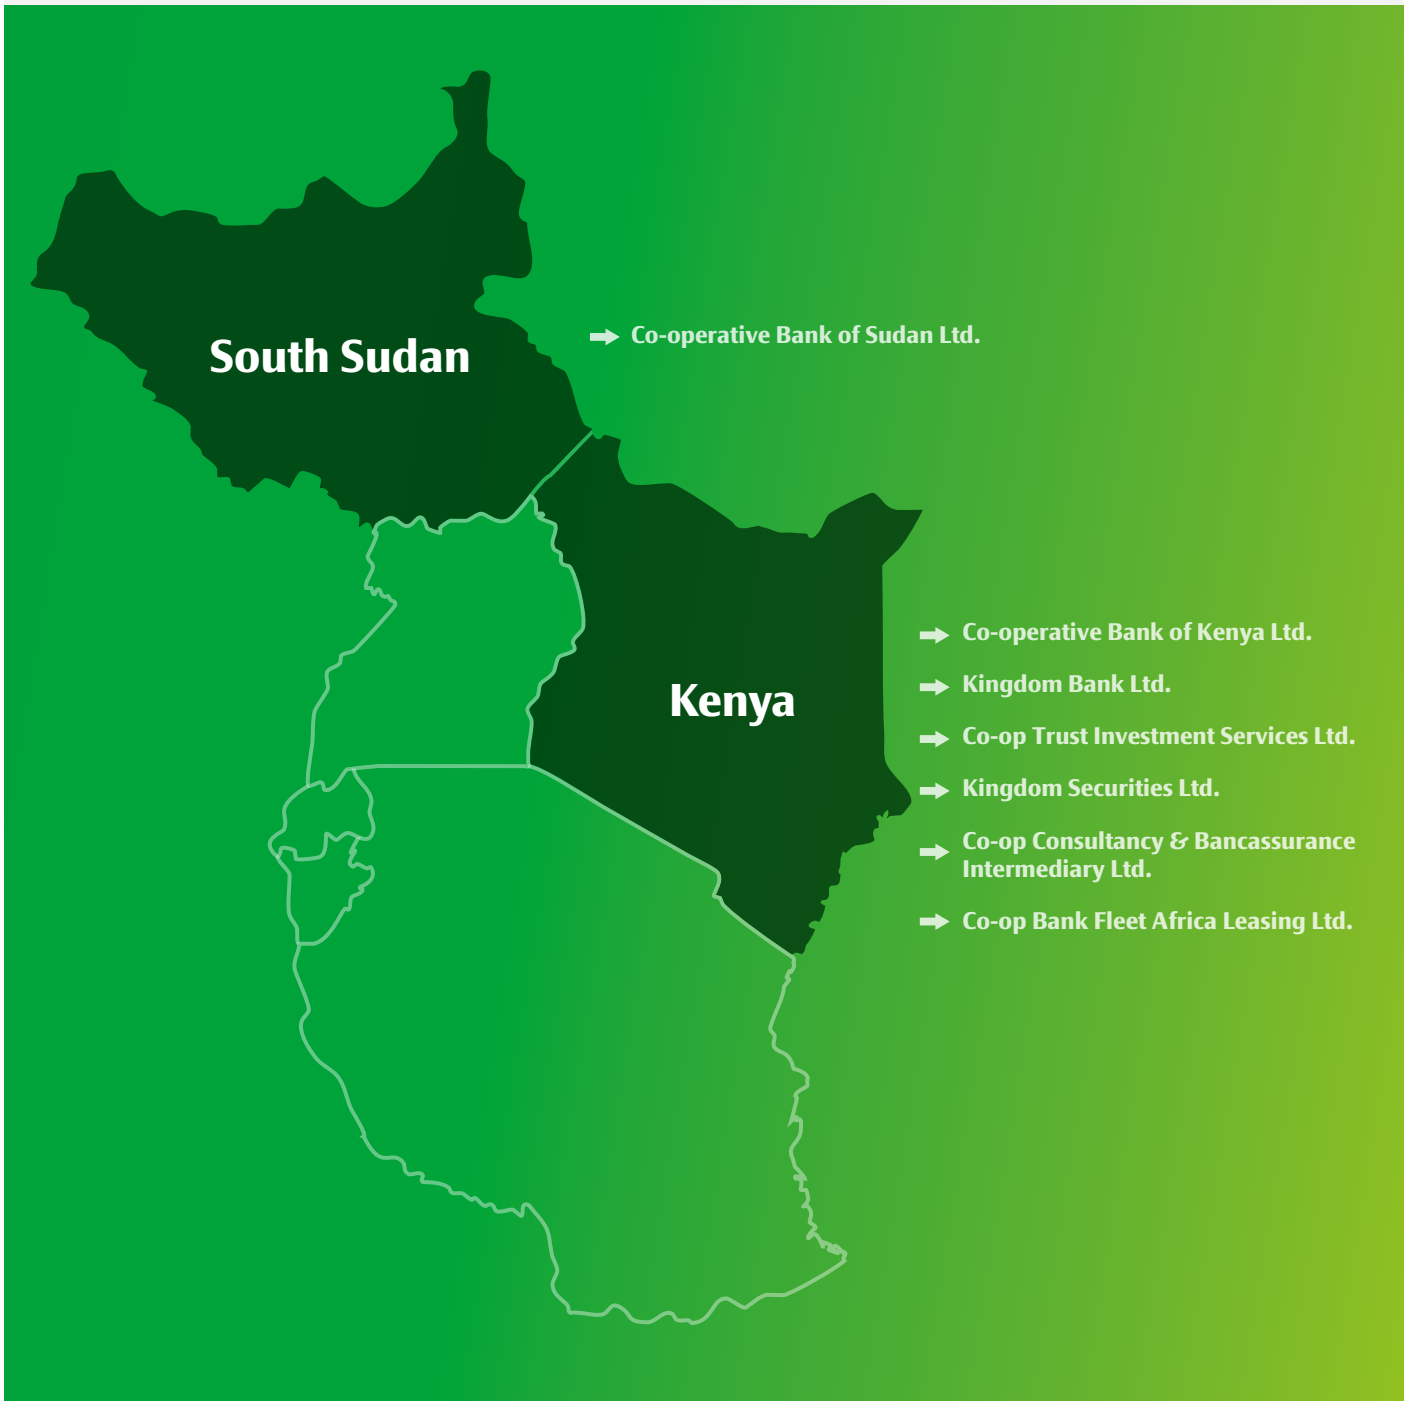 South Sudan
Co-operative Bank of Sudan Ltd.
Kenya
Co-operative Bank of Kenya Ltd.
Kingdom Bank Ltd.
Co-op Trust Investment Services Ltd.
Kingdom Securities Ltd.
Co-op Consultancy & Bancassurance
Intermediary Ltd.
Co-op Bank Fleet Africa Leasing Ltd.